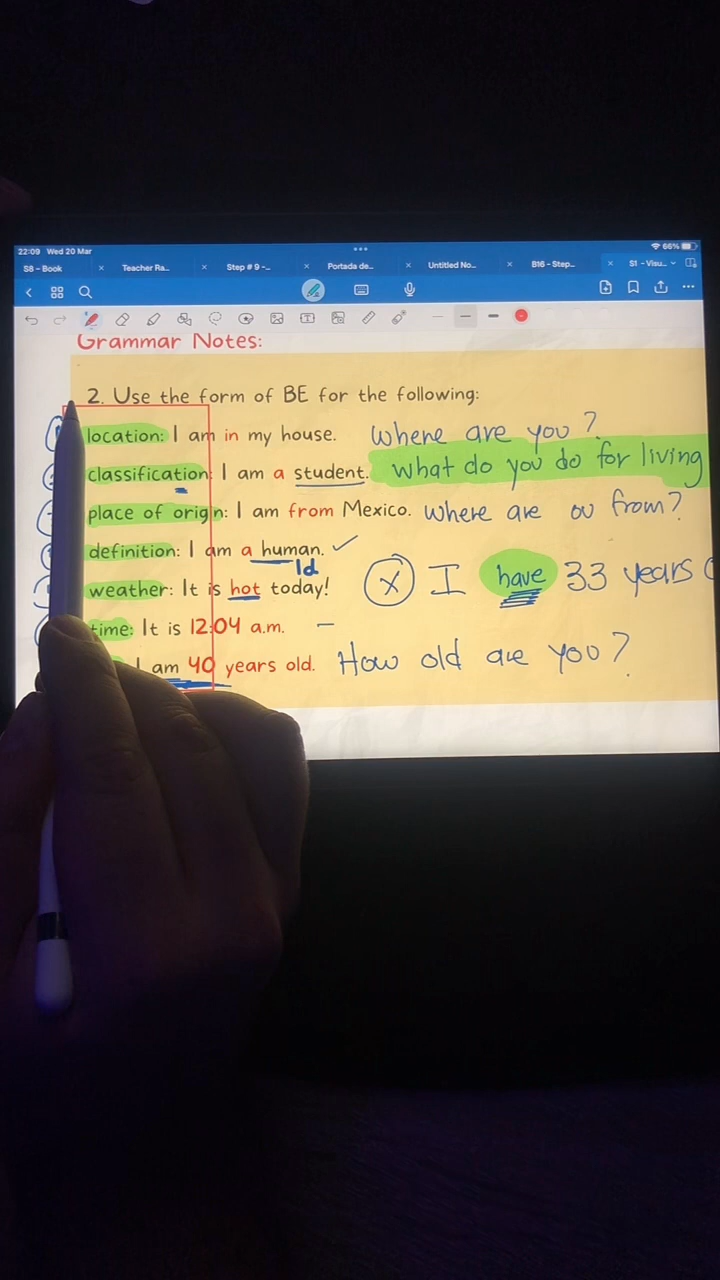 22:09 Wed 20 Mar 66%
S8 - Book Teacher Ra... Step # 9 -... Portada de... Untitled No... B16 - Step... S1 - Visu...
Grammar Notes:
2. Use the form of BE for the following:
location: I am in my house. Where are you?
classification: I am a student. What do you do for living
place of origin: I am from Mexico. Where are ou from?
definition: I am a human. ✓
ld
weather: It is hot today! X I have 33 years
time: It is 12:04 a.m. –
I am 40 years old. How old are you?